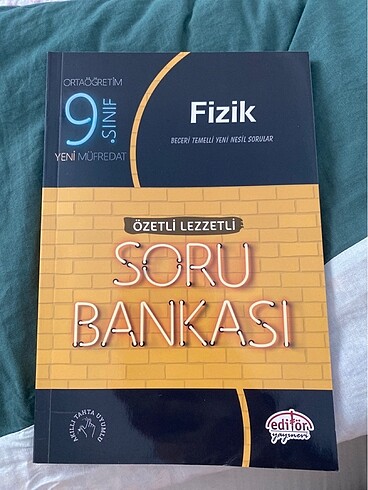 ORTAÖĞRETİM
9.SINIF
YENİ MÜFREDAT
Fizik
BECERİ TEMELLİ YENİ NESİL SORULAR
ÖZETLİ LEZZETLİ
SORU
BANKASI
AKILLI TAHTA UYUMLU
editör
yayınevi